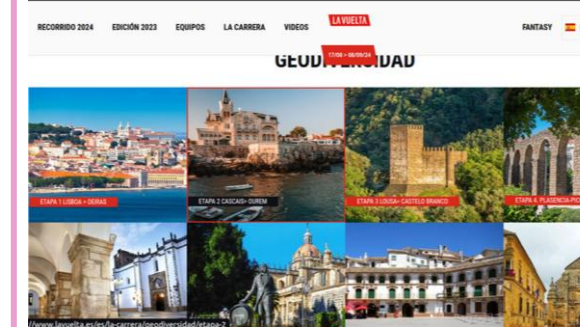 RECORRIDO 2024 EDICIÓN 2023 EQUIPOS LA CARRERA VIDEOS LA VUELTA FANTASY
17/08 > 08/09/24
GEODIVERSIDAD
ETAPA 1 LISBOA > OEIRAS
ETAPA 2 CASCAIS> OUREM
ETAPA 3 LOUSA> CASTELO BRANCO
ETAPA 4. PLASENCIA-PIC
//www.lavuelta.es/es/la-carrera/geodiversidad/etapa-2